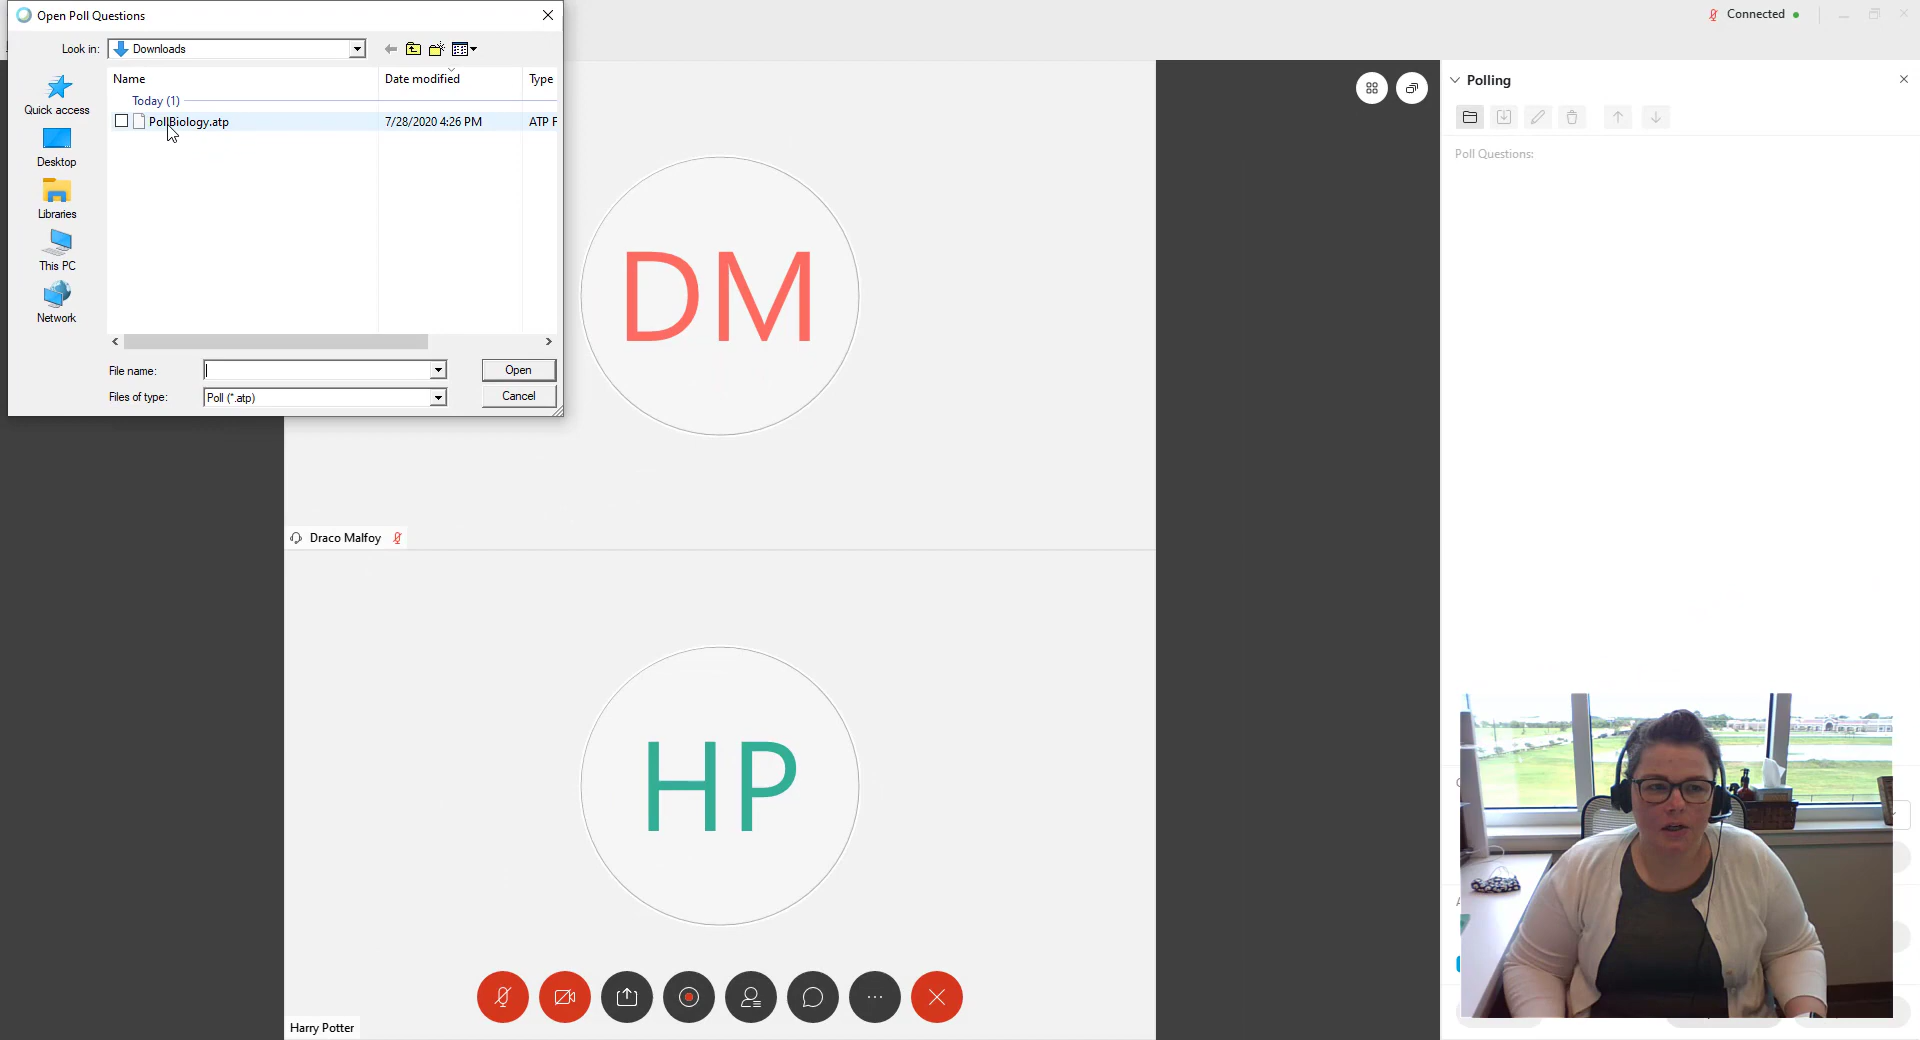 Open Poll Questions
Connected
Look in:
Downloads
Name
Date modified
Type
Polling
Today (1)
PollBiology.atp
7/28/2020 4:26 PM
ATP F
Quick access
Poll Questions:
Desktop
Libraries
This PC
Network
DM
File name:
Open
Files of type:
Poll (*.atp)
Cancel
Draco Malfoy
HP
Harry Potter